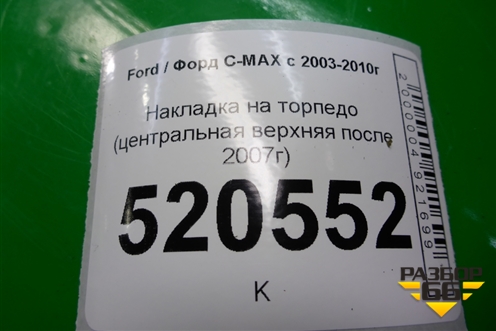 Ford / Форд C-MAX с 2003-2010г
Накладка на торпедо
(центральная верхняя после
2007г)
520552
К
2000004921699
РАЗБОР
66